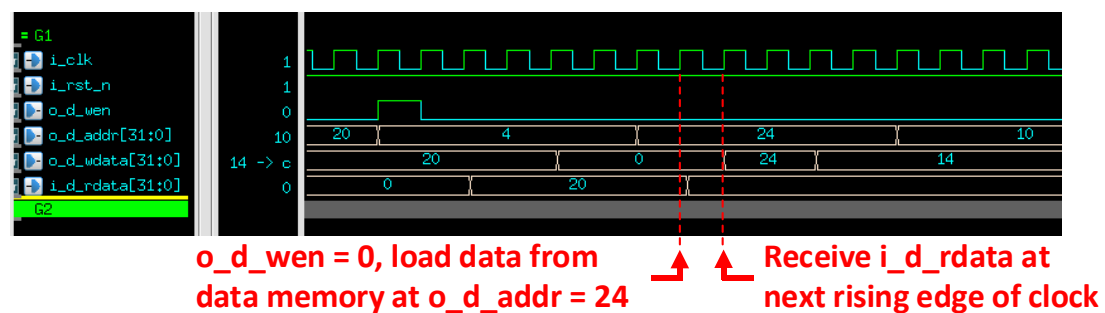 = G1
i_clk 1
i_rst_n 1
o_d_wen 0
o_d_addr[31:0] 10 20 4 24 10
o_d_wdata[31:0] 14 -> c 20 0 24 14
i_d_rdata[31:0] 0 0 20
G2
o_d_wen = 0, load data from
data memory at o_d_addr = 24
Receive i_d_rdata at
next rising edge of clock